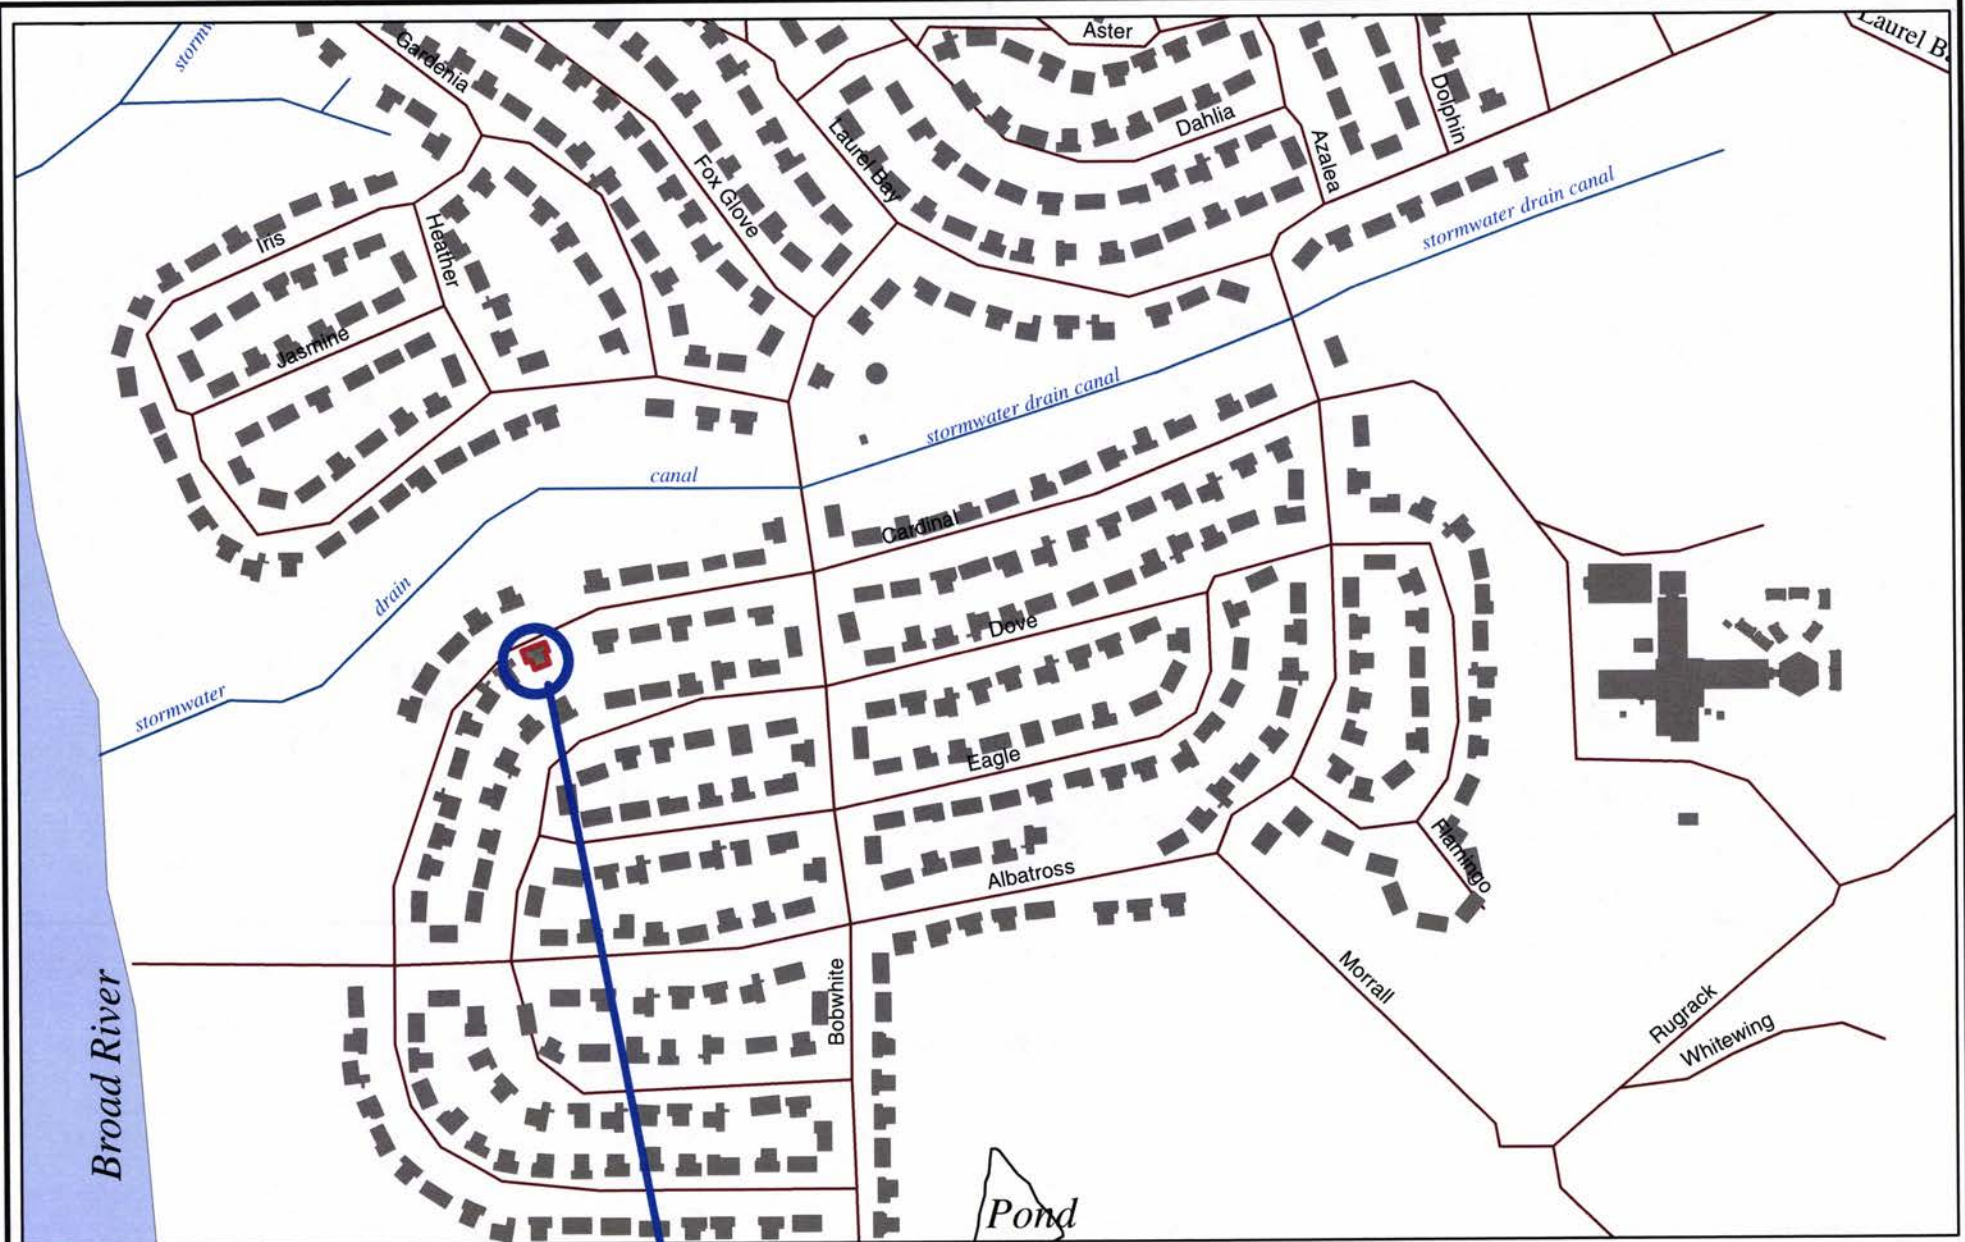 Aster
Laurel B
Gardenia
stormw
Dolphin
Dahlia
Laurel Bay
Azalea
Fox Glove
stormwater drain canal
Iris
Heather
Jasmine
stormwater drain canal
canal
Cardinal
drain
Dove
stormwater
Eagle
Flamingo
Albatross
Broad River
Bobwhite
Morrall
Rugrack
Whitewing
Pond